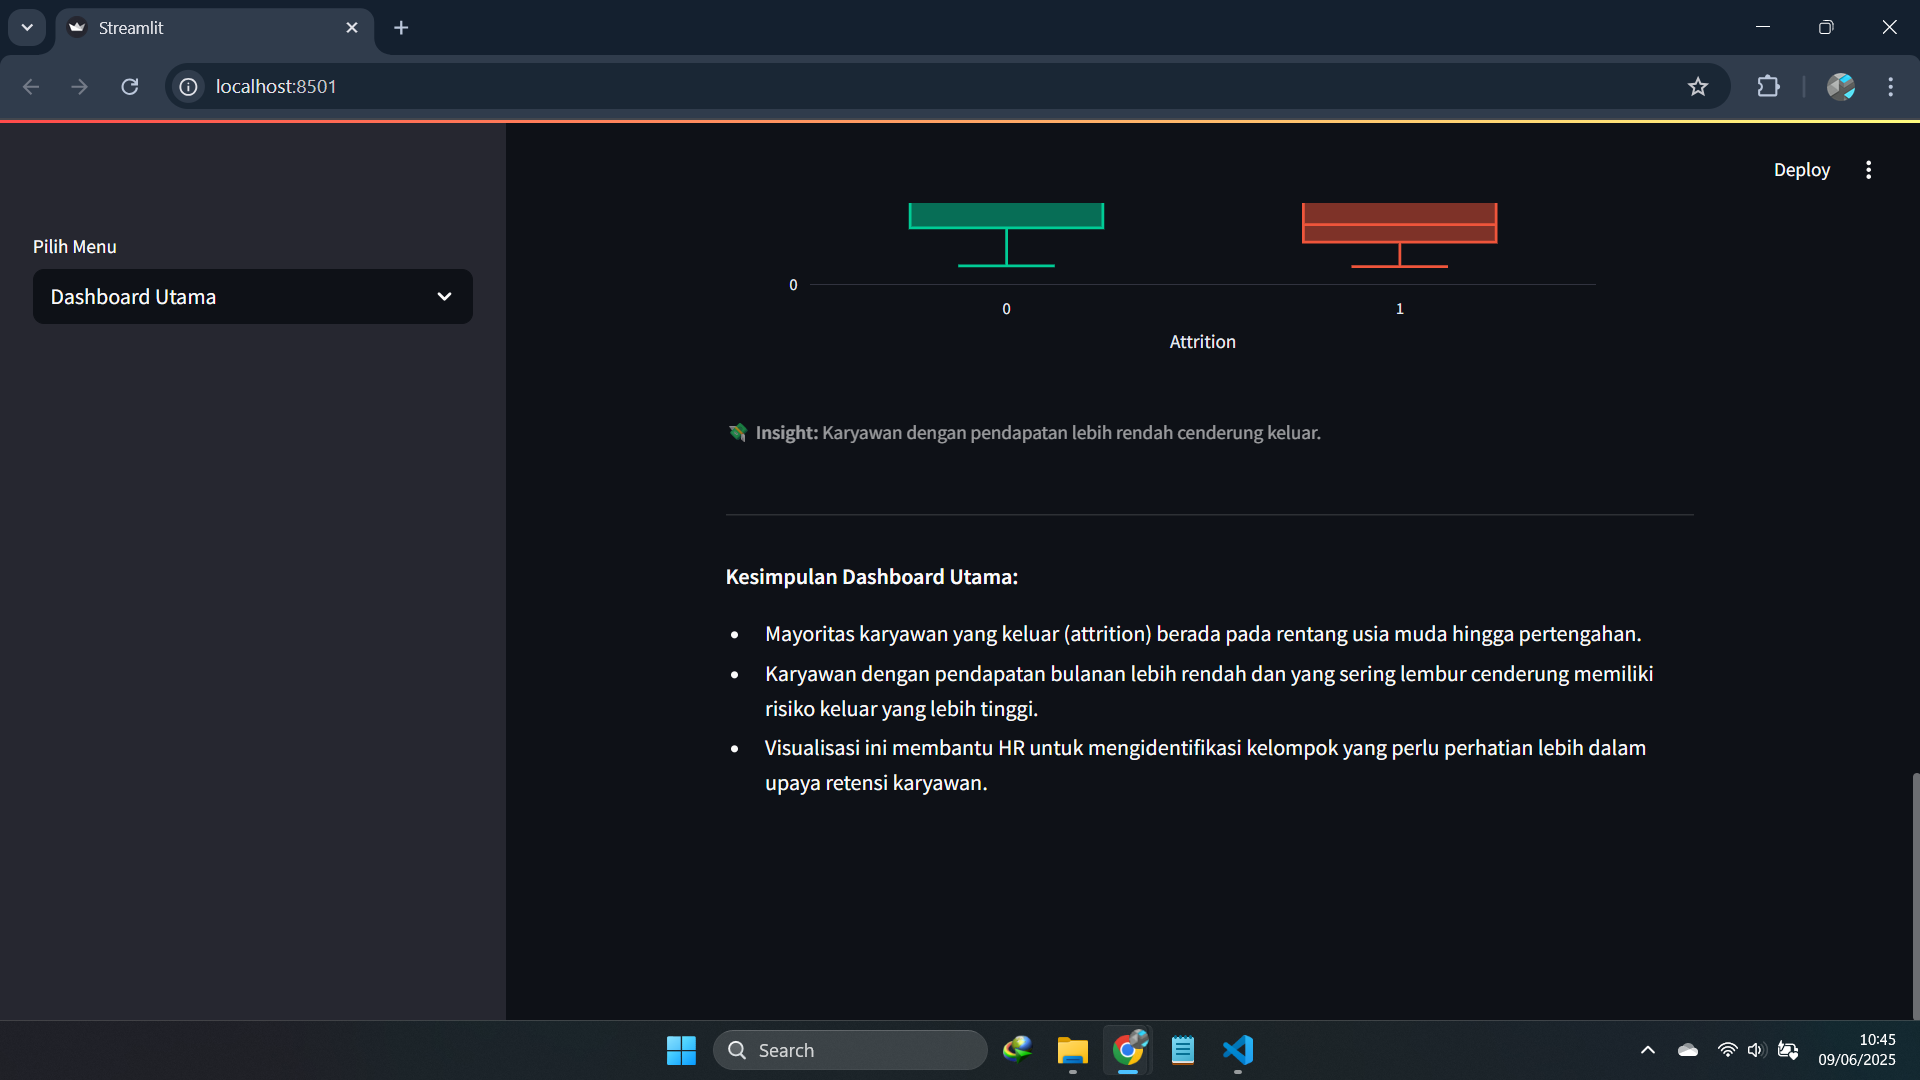 Streamlit
localhost:8501
Deploy
Pilih Menu
Dashboard Utama
0
0 1
Attrition
Insight: Karyawan dengan pendapatan lebih rendah cenderung keluar.
Kesimpulan Dashboard Utama:
• Mayoritas karyawan yang keluar (attrition) berada pada rentang usia muda hingga pertengahan.
• Karyawan dengan pendapatan bulanan lebih rendah dan yang sering lembur cenderung memiliki
risiko keluar yang lebih tinggi.
• Visualisasi ini membantu HR untuk mengidentifikasi kelompok yang perlu perhatian lebih dalam
upaya retensi karyawan.
Search
10:45
09/06/2025